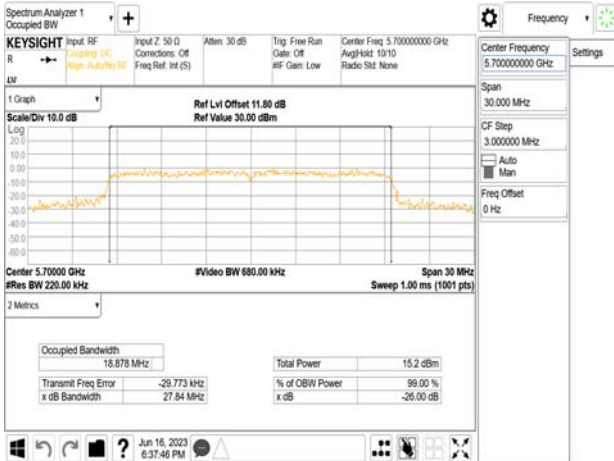 Spectrum Analyzer 1
Occupied BW
+
Frequency
KEYSIGHT
R
LVI
Input: RF
Coupling: DC
Align: Auto/No RF
Input Z: 50 Ω
Corrections: Off
Freq Ref: Int (S)
Atten: 30 dB
Trig: Free Run
Gate: Off
#IF Gain: Low
Center Freq: 5.700000000 GHz
Avg|Hold: 10/10
Radio Std: None
Center Frequency
5.700000000 GHz
Settings
Span
30.000 MHz
CF Step
3.000000 MHz
Auto
Man
Freq Offset
0 Hz
1 Graph
Scale/Div 10.0 dB
Ref Lvl Offset 11.80 dB
Ref Value 30.00 dBm
Log
20.0
10.0
0.00
-10.0
-20.0
-30.0
-40.0
-50.0
-60.0
Center 5.70000 GHz
#Video BW 680.00 kHz
Span 30 MHz
#Res BW 220.00 kHz
Sweep 1.00 ms (1001 pts)
2 Metrics
Occupied Bandwidth
18.878 MHz
Total Power 15.2 dBm
Transmit Freq Error -29.773 kHz
% of OBW Power 99.00 %
x dB Bandwidth 27.84 MHz
x dB -26.00 dB
?
Jun 16, 2023
6:37:46 PM